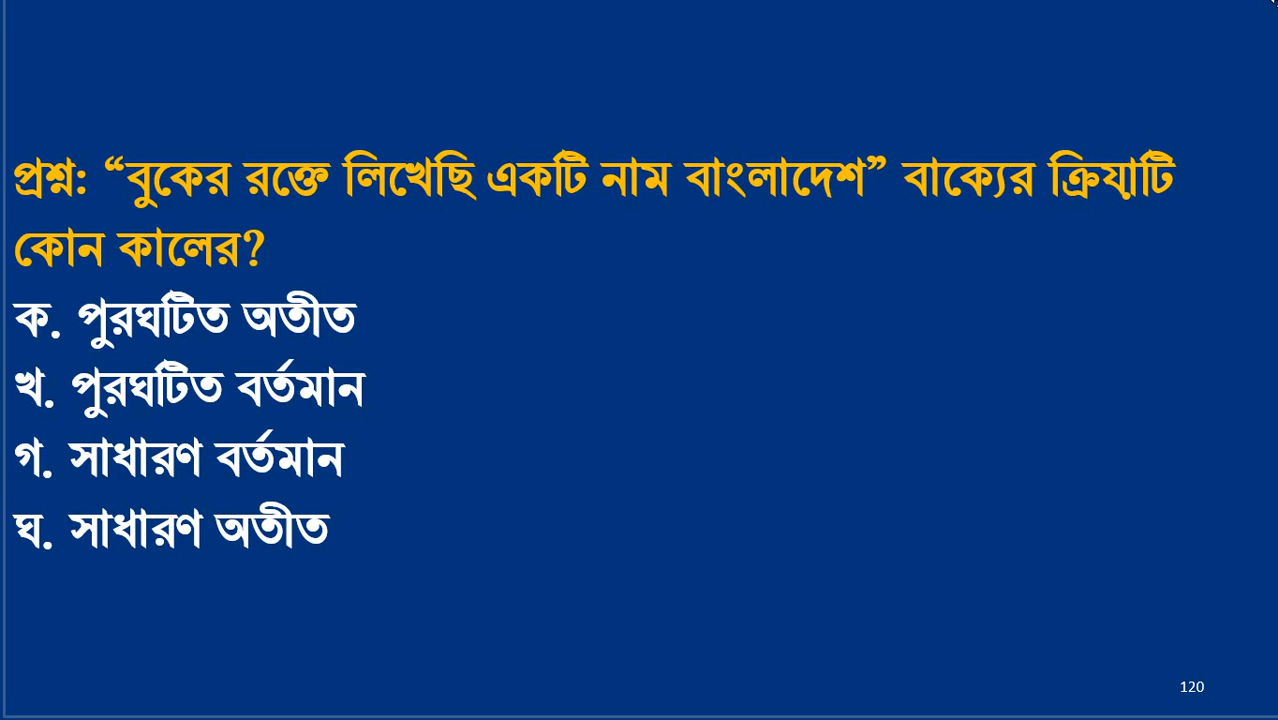 প্রশ্ন: “বুকের রক্তে লিখেছি একটি নাম বাংলাদেশ” বাক্যের ক্রিয়াটি
কোন কালের?
ক. পুরঘটিত অতীত
খ. পুরঘটিত বর্তমান
গ. সাধারণ বর্তমান
ঘ. সাধারণ অতীত
120